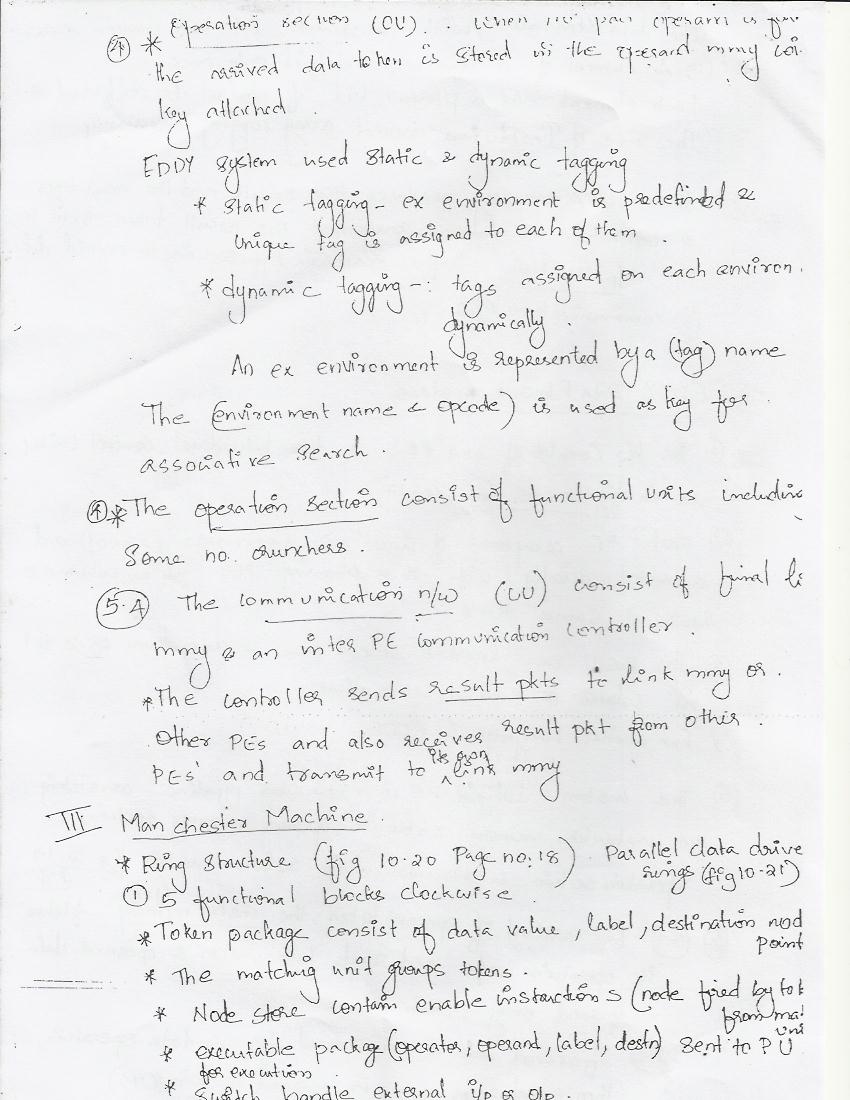 ④ * Operation section (OU). When no pair operand is
the arrived data token is stored in the operand mmy
key attached.
EDDY system used static & dynamic tagging
* static tagging - ex environment is predefined &
unique tag is assigned to each of them.
* dynamic tagging -: tags assigned on each environ.
dynamically.
An ex environment is represented by a (tag) name
The (environment name & opcode) is used as key for
associative search.
④ * The operation section consist of functional units including
some no. crunchers.
5.4 The communication n/w (CU) consist of final
mmy & an inter PE communication controller.
* The controller sends result pkts to link mmy or
other PEs and also receives result pkt from other
PEs' and transmit to its own link mmy
III Manchester Machine.
* Ring structure (fig 10.20 Page no: 18). Parallel data drive
rings (fig 10-21)
① 5 functional blocks clockwise.
* Token package consist of data value, label, destination nod
point
* The matching unit groups tokens.
* Node store contain enable instructions (node fired by tok
from mat
unit
* executable package (operator, operand, label, destn) sent to PU
for execution.
* Switch handle external i/p or o/p.